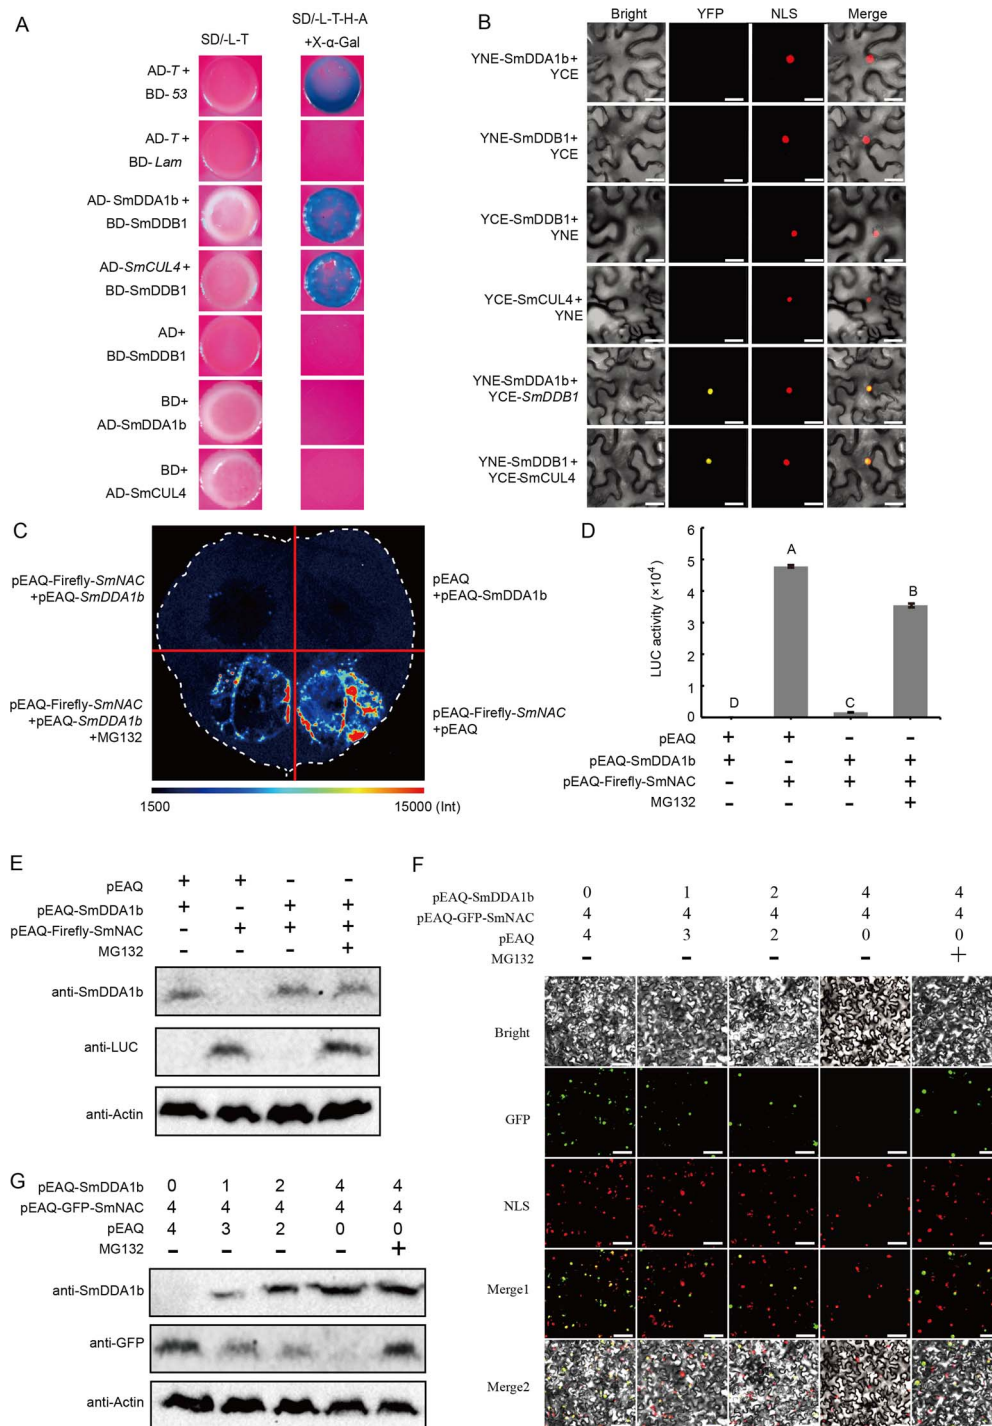 A
SD/-L-T
SD/-L-T-H-A
+X-α-Gal
AD-T +
BD- 53
AD-T +
BD- Lam
AD- SmDDA1b +
BD-SmDDB1
AD-SmCUL4 +
BD-SmDDB1
AD+
BD-SmDDB1
BD+
AD-SmDDA1b
BD+
AD-SmCUL4
B
Bright YFP NLS Merge
YNE-SmDDA1b+
YCE
YNE-SmDDB1+
YCE
YCE-SmDDB1+
YNE
YCE-SmCUL4+
YNE
YNE-SmDDA1b+
YCE-SmDDB1
YNE-SmDDB1+
YCE-SmCUL4
C
pEAQ-Firefly-SmNAC
+pEAQ-SmDDA1b
pEAQ
+pEAQ-SmDDA1b
pEAQ-Firefly-SmNAC
+pEAQ-SmDDA1b
+MG132
pEAQ-Firefly-SmNAC
+pEAQ
1500 15000 (Int)
D
LUC activity (×10⁴)
6
5
4
3
2
1
0
D A C B
pEAQ + + - -
pEAQ-SmDDA1b + - + +
pEAQ-Firefly-SmNAC - + + +
MG132 - - - +
E
pEAQ + + - -
pEAQ-SmDDA1b + - + +
pEAQ-Firefly-SmNAC - + + +
MG132 - - - +
anti-SmDDA1b
anti-LUC
anti-Actin
F
pEAQ-SmDDA1b 0 1 2 4 4
pEAQ-GFP-SmNAC 4 4 4 4 4
pEAQ 4 3 2 0 0
MG132 - - - - +
Bright
GFP
NLS
Merge1
Merge2
G
pEAQ-SmDDA1b 0 1 2 4 4
pEAQ-GFP-SmNAC 4 4 4 4 4
pEAQ 4 3 2 0 0
MG132 - - - - +
anti-SmDDA1b
anti-GFP
anti-Actin